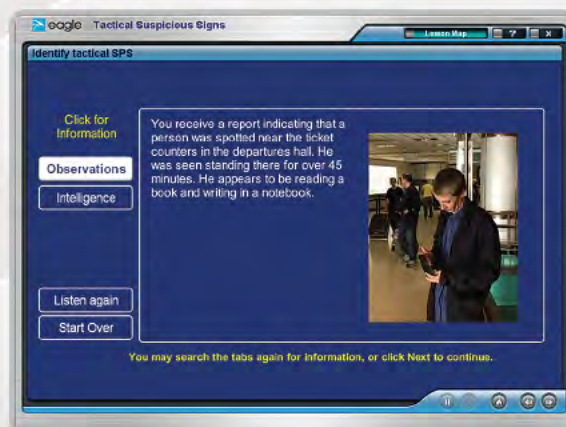 eagle Tactical Suspicious Signs
Lesson Map ? X
Identify tactical SPS
Click for
Information
Observations
Intelligence
Listen again
Start Over
You receive a report indicating that a
person was spotted near the ticket
counters in the departures hall. He
was seen standing there for over 45
minutes. He appears to be reading a
book and writing in a notebook.
You may search the tabs again for information, or click Next to continue.